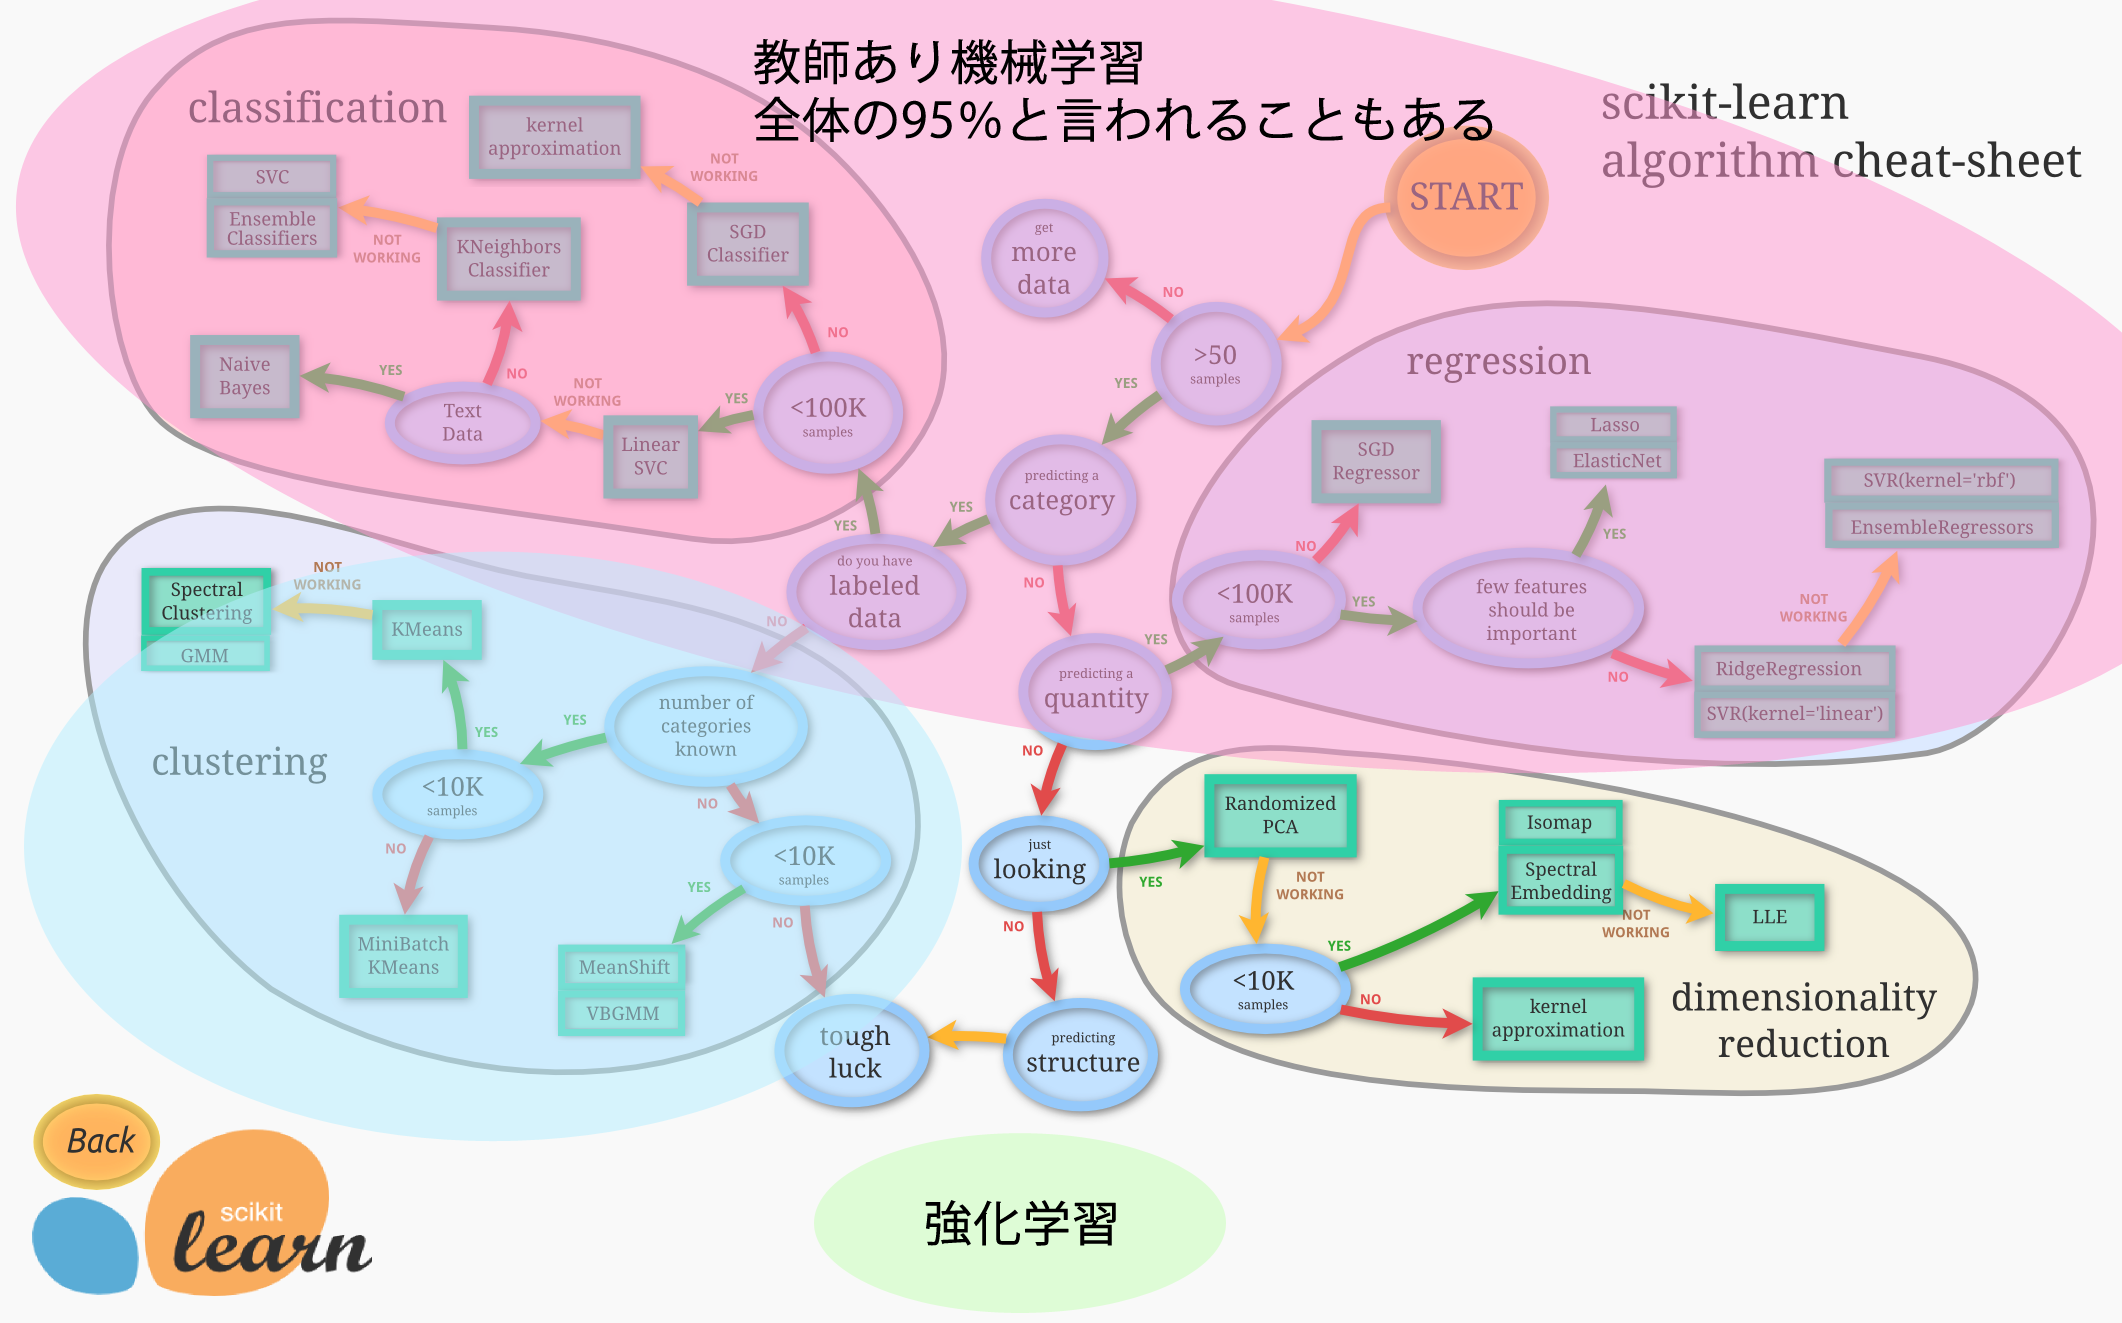 教師あり機械学習
全体の95%と言われることもある
scikit-learn
algorithm cheat-sheet
START
classification
kernel
approximation
NOT
WORKING
SVC
Ensemble
Classifiers
NOT
WORKING
KNeighbors
Classifier
SGD
Classifier
NO
Naive
Bayes
YES
NO
Text
Data
NOT
WORKING
Linear
SVC
YES
<100K
samples
YES
get
more
data
NO
>50
samples
YES
predicting a
category
YES
NO
do you have
labeled
data
NO
predicting a
quantity
YES
NO
regression
SGD
Regressor
NO
<100K
samples
YES
Lasso
ElasticNet
YES
few features
should be
important
NO
SVR(kernel='rbf')
EnsembleRegressors
NOT
WORKING
RidgeRegression
SVR(kernel='linear')
clustering
Spectral
Clustering
GMM
NOT
WORKING
KMeans
YES
number of
categories
known
YES
<10K
samples
NO
NO
<10K
samples
YES
NO
MiniBatch
KMeans
MeanShift
VBGMM
tough
luck
just
looking
YES
NO
predicting
structure
Randomized
PCA
NOT
WORKING
<10K
samples
YES
NO
Isomap
Spectral
Embedding
NOT
WORKING
LLE
kernel
approximation
dimensionality
reduction
Back
scikit
learn
強化学習